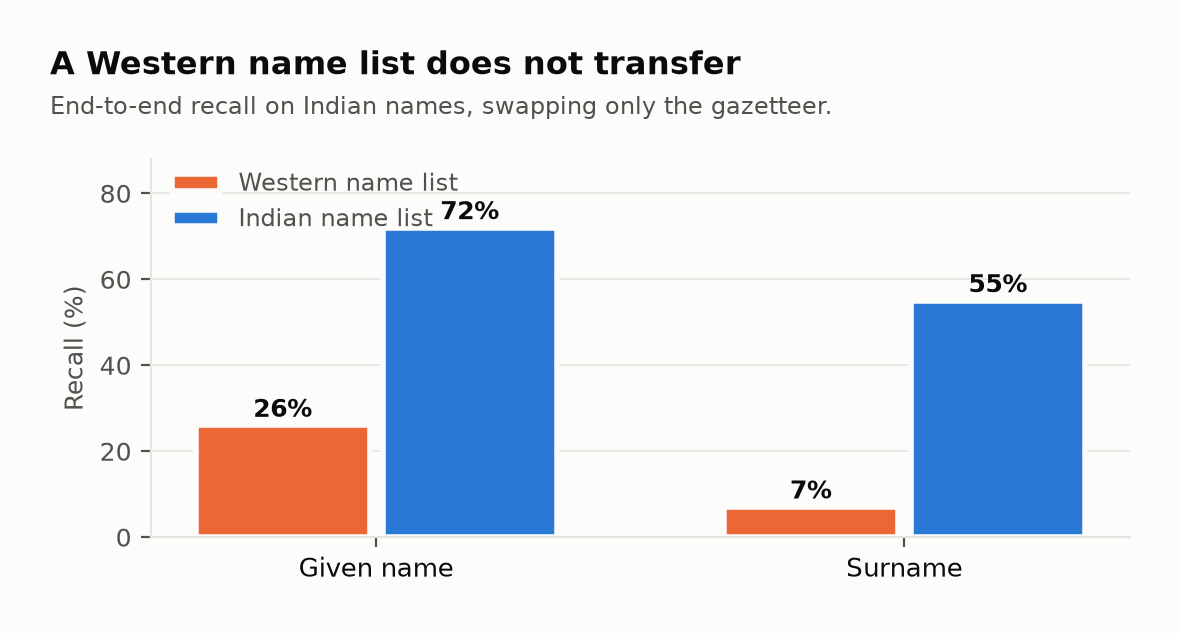 A Western name list does not transfer
End-to-end recall on Indian names, swapping only the gazetteer.
Western name list
Indian name list
Recall (%)
80
60
40
20
0
26%
72%
7%
55%
Given name
Surname